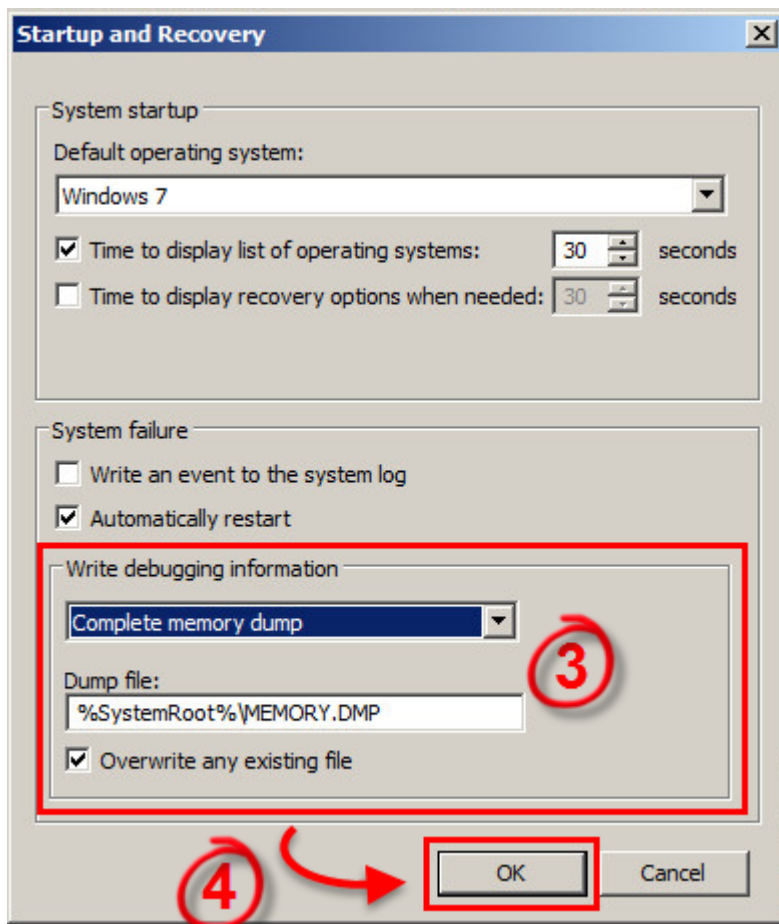 Startup and Recovery
System startup
Default operating system:
Windows 7
Time to display list of operating systems: 30 seconds
Time to display recovery options when needed: 30 seconds
System failure
Write an event to the system log
Automatically restart
Write debugging information
Complete memory dump
3
Dump file:
%SystemRoot%\MEMORY.DMP
Overwrite any existing file
4
OK Cancel